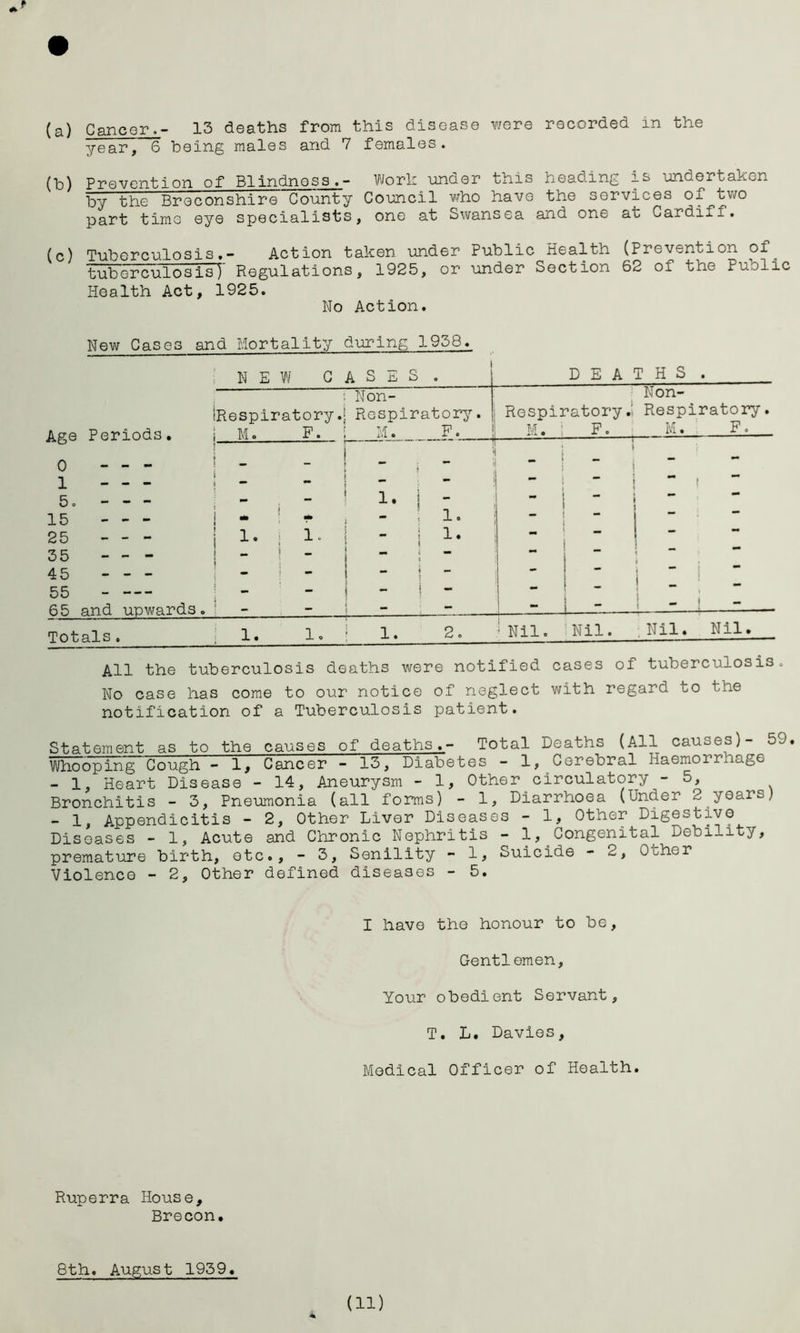 (a) Cancer.- 13 deaths from this disease were recorded in the
year, 6 being males and 7 females.
(b) Prevention of Blindness.- Work under this heading is undertaken
by the Breconshire County Council who have the services of two
part time eye specialists, one at Swansea and one at Cardiff.
(c) Tuberculosis.- Action taken under Public Health (Prevention of
tuberculosis) Regulations, 1925, or under Section 62 of the Public
Health Act, 1925.
No Action.
New Cases and Mortality during 1938.
NEW CASES. DEATHS.
Non- Non-
Respiratory. Respiratory. Respiratory. Respiratory.
Age Periods. M. F. M. F. M. F. M. F.
0 - - - - - - - - - - -
1 - - - - - - - - - - -
5. - - - - - 1. - - - - -
15 - - - - - - 1. - - - -
25 - - - 1. 1. - 1. - - - -
35 - - - - - - - - - - -
45 - - - - - - - - - - -
55 - --- - - - - - - - -
65 and upwards. - - - - - - - -
Totals. 1. 1. 1. 2. Nil. Nil. Nil. Nil.
All the tuberculosis deaths were notified cases of tuberculosis.
No case has come to our notice of neglect with regard to the
notification of a Tuberculosis patient.
Statement as to the causes of deaths.- Total Deaths (All causes)- 59.
Whooping Cough - 1, Cancer - 13, Diabetes - 1, Cerebral Haemorrhage
- 1, Heart Disease - 14, Aneurysm - 1, Other circulatory - 5,
Bronchitis - 3, Pneumonia (all forms) - 1, Diarrhoea (Under 2 years)
- 1, Appendicitis - 2, Other Liver Diseases - 1, Other Digestive
Diseases - 1, Acute and Chronic Nephritis - 1, Congenital Debility,
premature birth, etc., - 3, Senility - 1, Suicide - 2, Other
Violence - 2, Other defined diseases - 5.
I have the honour to be,
Gentlemen,
Your obedient Servant,
T. L. Davies,
Medical Officer of Health.
Ruperra House,
Brecon.
8th. August 1939.
(11)